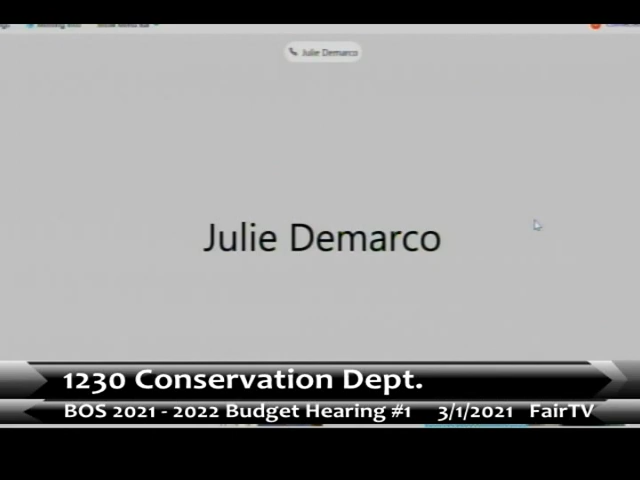 Julie Demarco
Julie Demarco
1230 Conservation Dept.
BOS 2021 - 2022 Budget Hearing #1 3/1/2021 FairTV